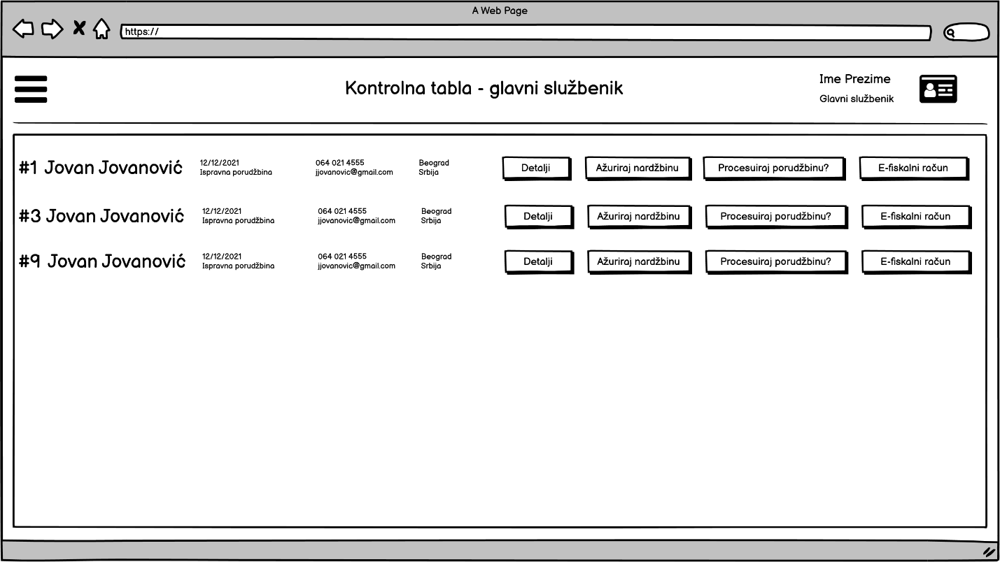 A Web Page
https://
Kontrolna tabla - glavni službenik
Ime Prezime
Glavni službenik
#1 Jovan Jovanović
12/12/2021
Ispravna porudžbina
064 021 4555
jjovanovic@gmail.com
Beograd
Srbija
Detalji
Ažuriraj nardžbinu
Procesuiraj porudžbinu?
E-fiskalni račun
#3 Jovan Jovanović
12/12/2021
Ispravna porudžbina
064 021 4555
jjovanovic@gmail.com
Beograd
Srbija
Detalji
Ažuriraj nardžbinu
Procesuiraj porudžbinu?
E-fiskalni račun
#9 Jovan Jovanović
12/12/2021
Ispravna porudžbina
064 021 4555
jjovanovic@gmail.com
Beograd
Srbija
Detalji
Ažuriraj nardžbinu
Procesuiraj porudžbinu?
E-fiskalni račun